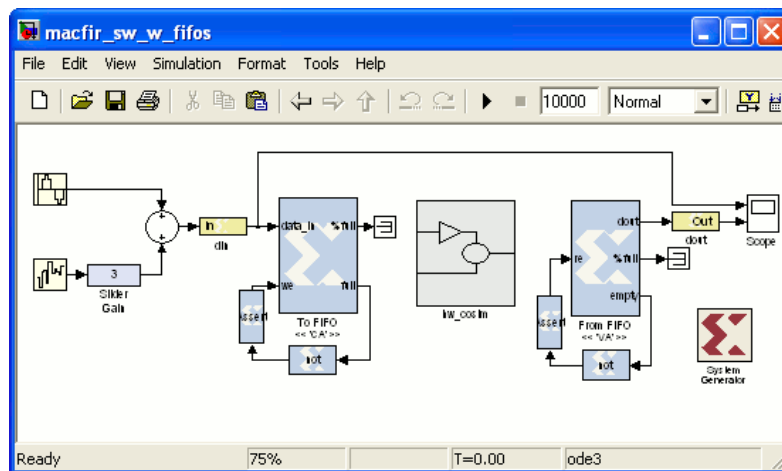 macfir_sw_w_fifos
File Edit View Simulation Format Tools Help
10000 Normal
In
din
3
Slider
Gain
data_in
% full
we
full
To FIFO
<< 'CA' >>
not
hw_cosim
re
dout
% full
empty
From FIFO
not
Out
dout
Scope
System
Generator
Ready 75% T=0.00 ode3